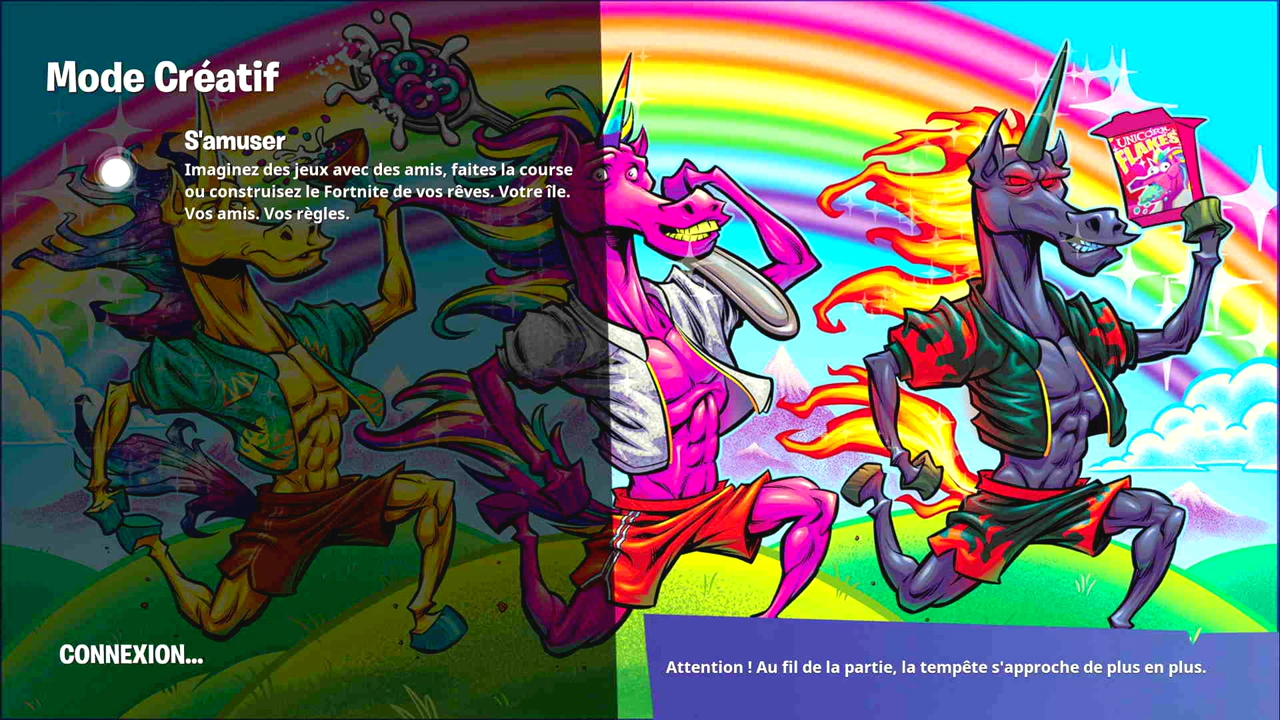 Mode Créatif
S'amuser
Imaginez des jeux avec des amis, faites la course
ou construisez le Fortnite de vos rêves. Votre île.
Vos amis. Vos règles.
UNICORN
FLAKES
CONNEXION...
Attention ! Au fil de la partie, la tempête s'approche de plus en plus.